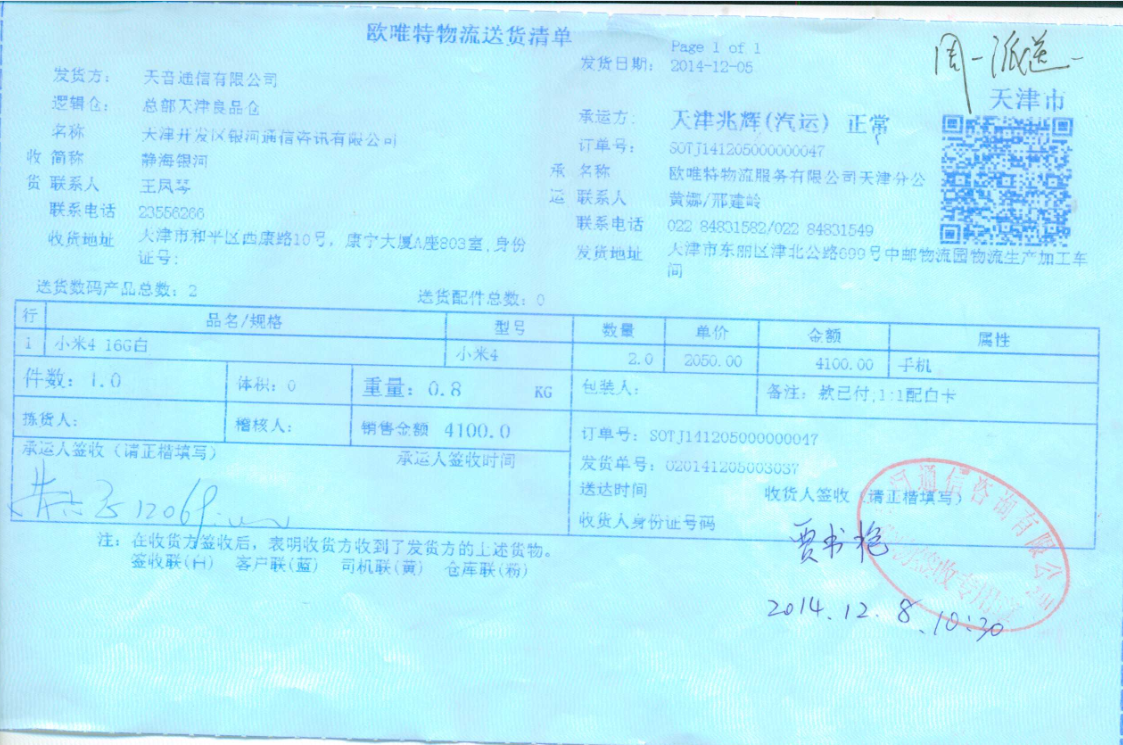 欧唯特物流送货清单
Page 1 of 1
发货日期: 2014-12-05
周一派送
天津市
发货方: 天音通信有限公司
逻辑仓: 总部天津良品仓
承运方: 天津兆辉(汽运) 正常
订单号: SOTJ141205000000047
收货
名称 天津开发区银河通信咨讯有限公司
简称 静海银河
联系人 王凤琴
联系电话 23556266
收货地址 天津市和平区西康路10号, 康宁大厦A座803室,身份证号:
承运
名称 欧唯特物流服务有限公司天津分公
联系人 黄娜/邢建岭
联系电话 022 84831582/022 84831549
发货地址 天津市东丽区津北公路699号中邮物流园物流生产加工车间
送货数码产品总数: 2 送货配件总数: 0
行 品名/规格 型号 数量 单价 金额 属性
1 小米4 16G白 小米4 2.0 2050.00 4100.00 手机
件数: 1.0 体积: 0 重量: 0.8 KG 包装人: 备注: 款已付;1:1配白卡
拣货人: 稽核人: 销售金额 4100.0
订单号: SOTJ141205000000047
承运人签收（请正楷填写） 承运人签收时间
发货单号: 020141205003037
送达时间 收货人签收（请正楷填写）
收货人身份证号码
贾书艳
注: 在收货方签收后, 表明收货方收到了发货方的上述货物。
签收联(白) 客户联(蓝) 司机联(黄) 仓库联(粉)
2014.12.8.10:30
通信咨询有限公
签收专用